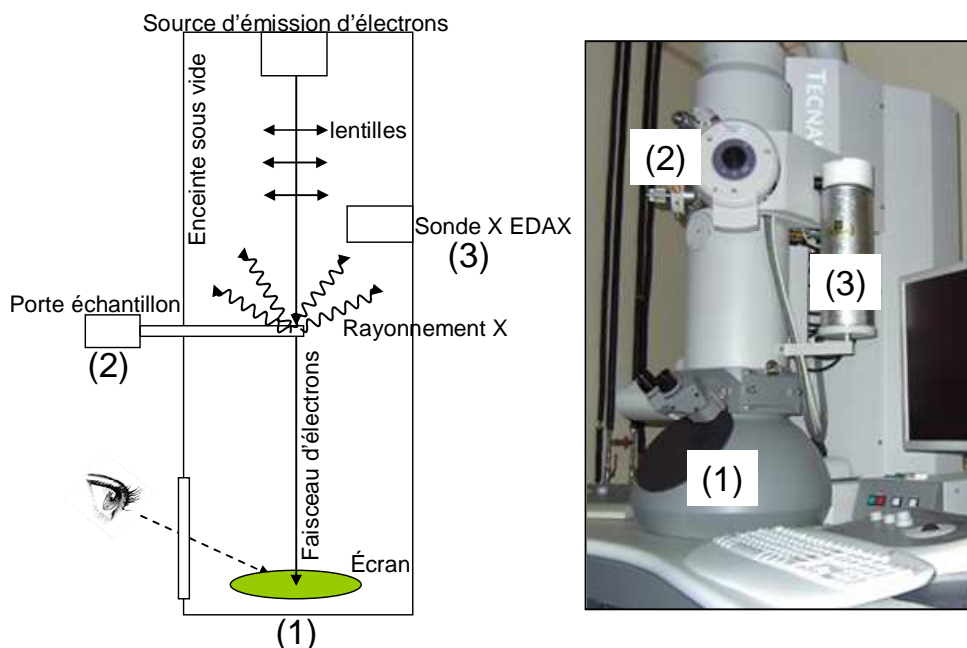 Source d'émission d'électrons
Enceinte sous vide
lentilles
Sonde X EDAX
(3)
Porte échantillon
(2)
Rayonnement X
Faisceau d'électrons
Écran
(1)
TECNA
(2)
(3)
(1)